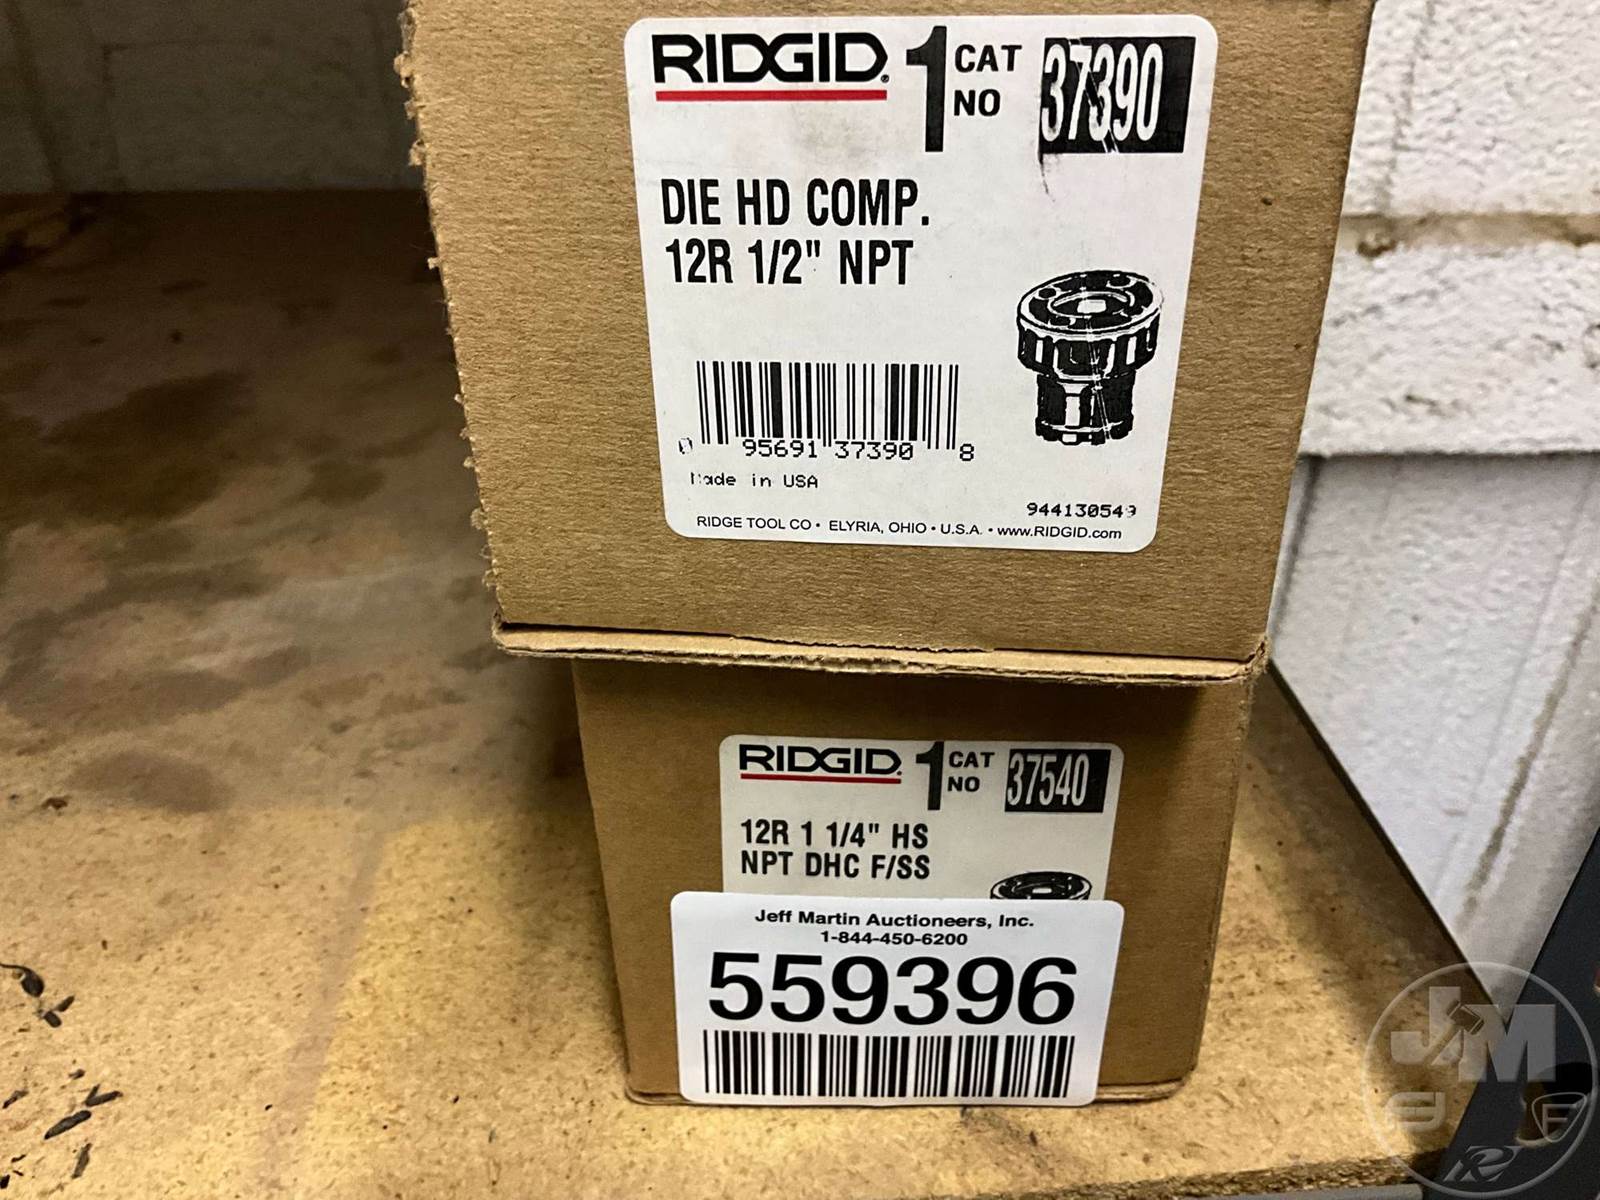 RIDGID® 1 CAT NO 37390
DIE HD COMP.
12R 1/2" NPT
0 95691 37390 8
Made in USA
944130549
RIDGE TOOL CO • ELYRIA, OHIO • U.S.A. • www.RIDGID.com
RIDGID. 1 CAT NO 37540
12R 1 1/4" HS
NPT DHC F/SS
Jeff Martin Auctioneers, Inc.
1-844-450-6200
559396
JM